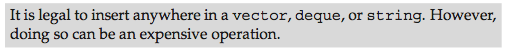 It is legal to insert anywhere in a vector, deque, or string. However,
doing so can be an expensive operation.